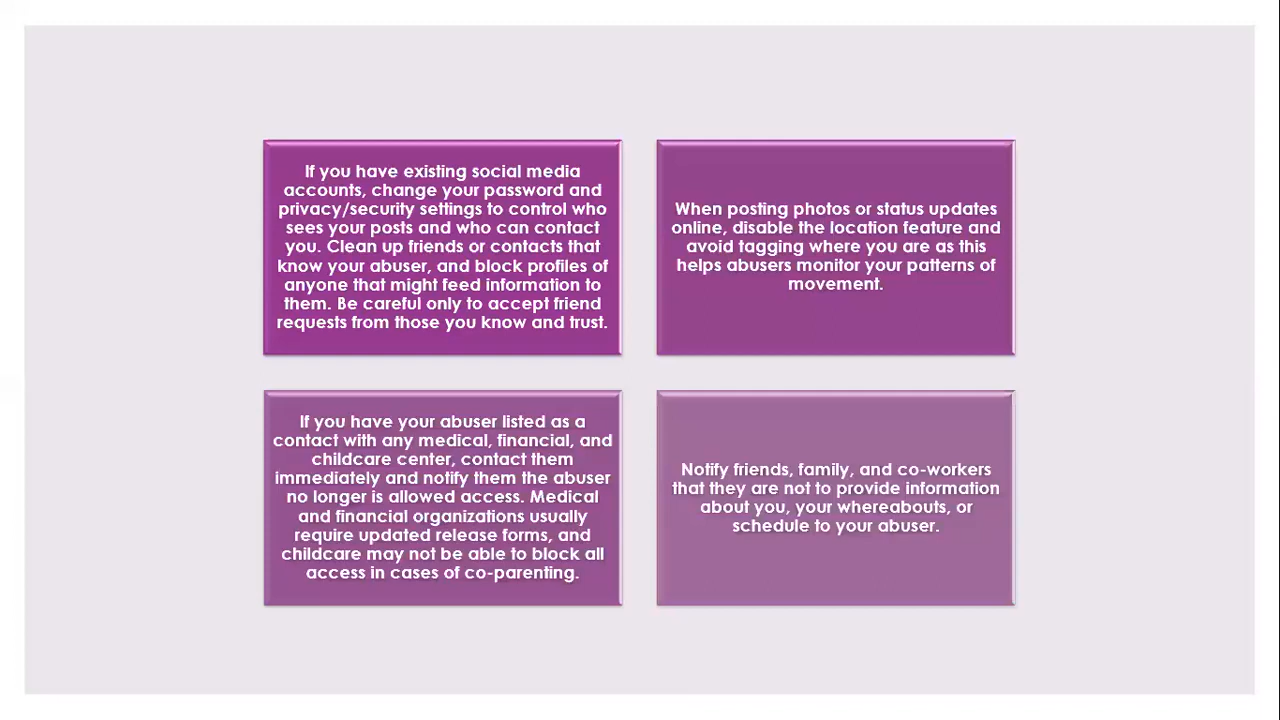 If you have existing social media
accounts, change your password and
privacy/security settings to control who
sees your posts and who can contact
you. Clean up friends or contacts that
know your abuser, and block profiles of
anyone that might feed information to
them. Be careful only to accept friend
requests from those you know and trust.
When posting photos or status updates
online, disable the location feature and
avoid tagging where you are as this
helps abusers monitor your patterns of
movement.
If you have your abuser listed as a
contact with any medical, financial, and
childcare center, contact them
immediately and notify them the abuser
no longer is allowed access. Medical
and financial organizations usually
require updated release forms, and
childcare may not be able to block all
access in cases of co-parenting.
Notify friends, family, and co-workers
that they are not to provide information
about you, your whereabouts, or
schedule to your abuser.